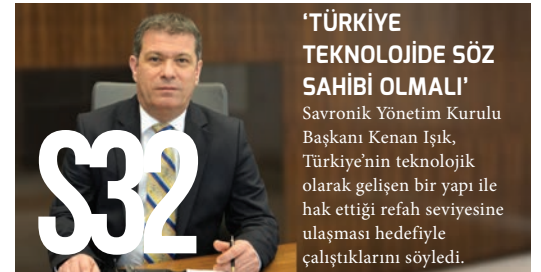 ‘TÜRKİYE
TEKNOLOJİDE SÖZ
SAHİBİ OLMALI’
Savronik Yönetim Kurulu
Başkanı Kenan Işık,
Türkiye’nin teknolojik
olarak gelişen bir yapı ile
hak ettiği refah seviyesine
ulaşması hedefiyle
çalıştıklarını söyledi.
S32